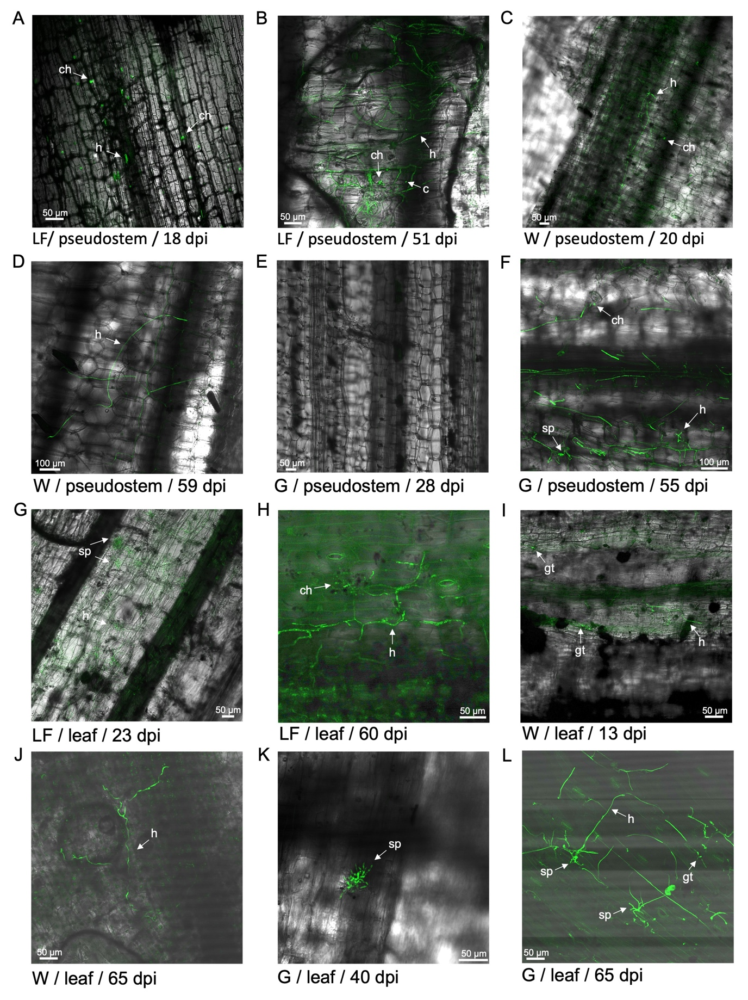 A
B
C
ch
ch
h
50 µm
h
ch
c
50 µm
h
ch
50 µm
LF/ pseudostem / 18 dpi
LF / pseudostem / 51 dpi
W / pseudostem / 20 dpi
D
E
F
h
100 µm
50 µm
ch
h
sp
100 µm
W / pseudostem / 59 dpi
G / pseudostem / 28 dpi
G / pseudostem / 55 dpi
G
H
I
sp
h
50 µm
ch
h
50 µm
gt
gt
h
50 µm
LF / leaf / 23 dpi
LF / leaf / 60 dpi
W / leaf / 13 dpi
J
K
L
h
50 µm
sp
50 µm
h
sp
gt
sp
50 µm
W / leaf / 65 dpi
G / leaf / 40 dpi
G / leaf / 65 dpi